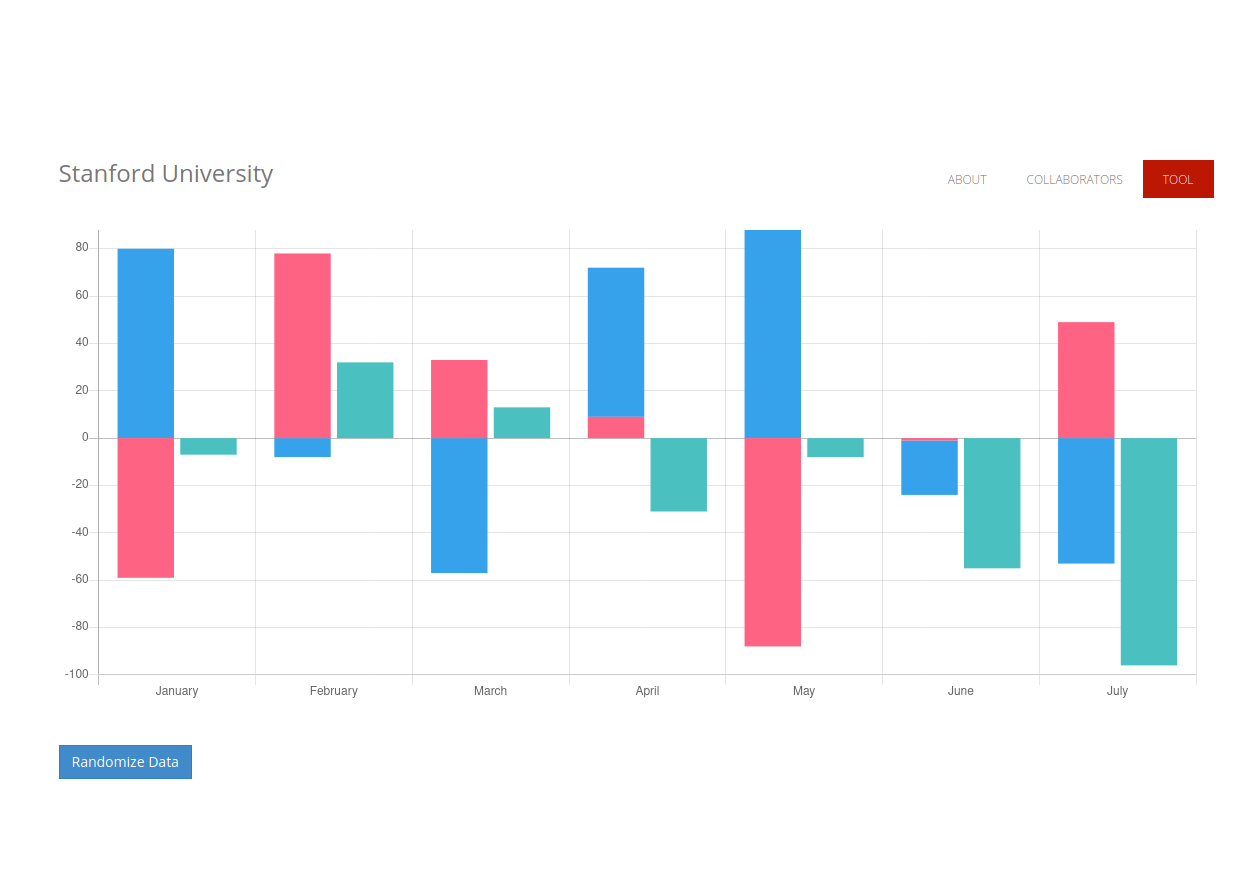 Stanford University
ABOUT COLLABORATORS TOOL
80
60
40
20
0
-20
-40
-60
-80
-100
January February March April May June July
Randomize Data